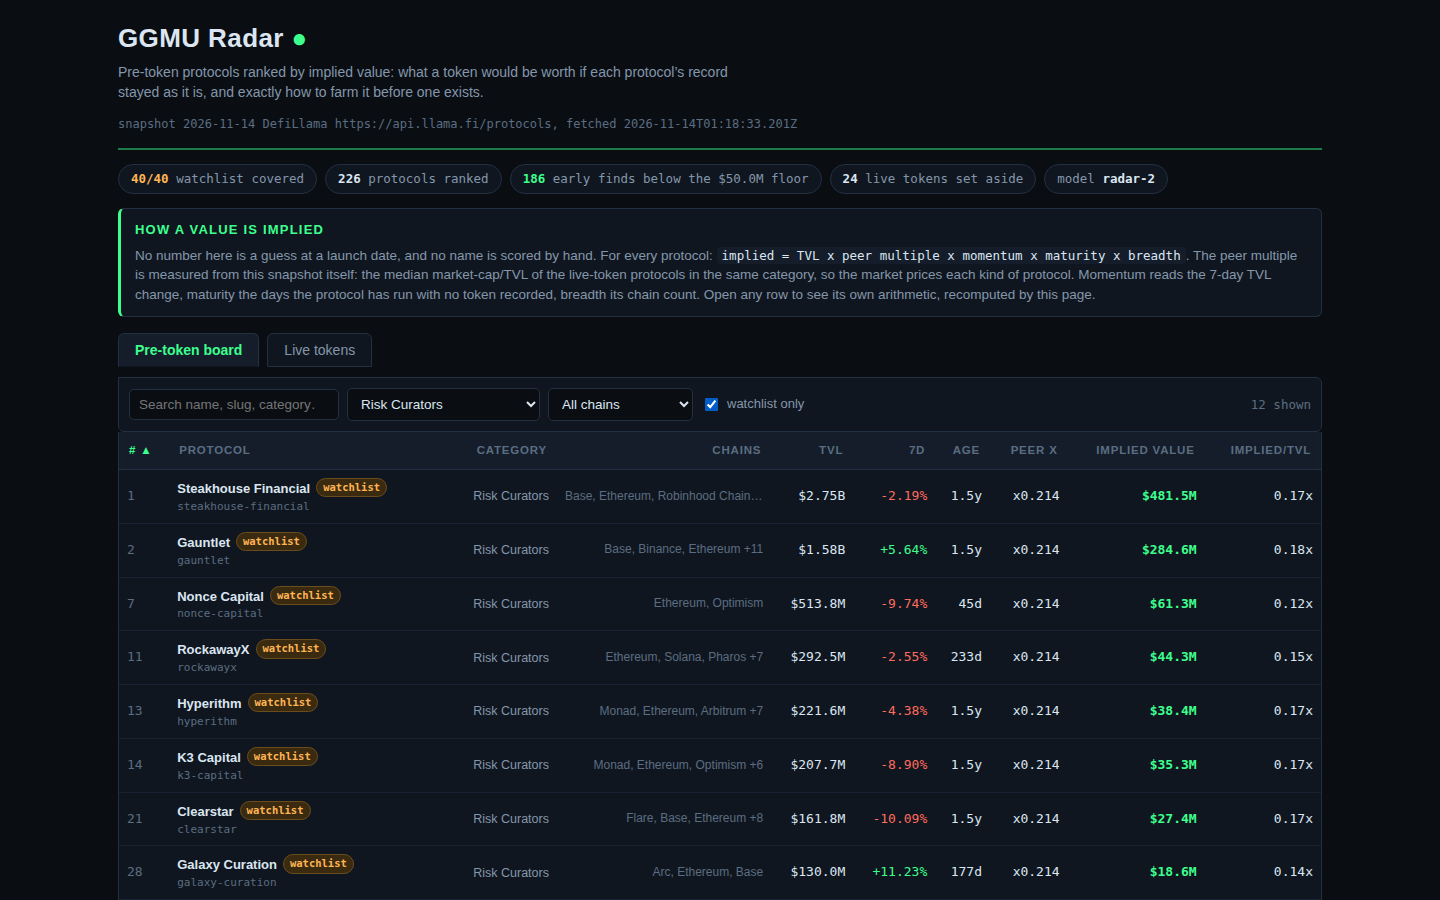 GGMU Radar
Pre-token protocols ranked by implied value: what a token would be worth if each protocol’s record
stayed as it is, and exactly how to farm it before one exists.
snapshot 2026-11-14 DefiLlama https://api.llama.fi/protocols, fetched 2026-11-14T01:18:33.201Z
40/40 watchlist covered 226 protocols ranked 186 early finds below the $50.0M floor 24 live tokens set aside model radar-2
HOW A VALUE IS IMPLIED
No number here is a guess at a launch date, and no name is scored by hand. For every protocol: implied = TVL x peer multiple x momentum x maturity x breadth. The peer multiple
is measured from this snapshot itself: the median market-cap/TVL of the live-token protocols in the same category, so the market prices each kind of protocol. Momentum reads the 7-day TVL
change, maturity the days the protocol has run with no token recorded, breadth its chain count. Open any row to see its own arithmetic, recomputed by this page.
Pre-token board Live tokens
Search name, slug, category. Risk Curators All chains watchlist only 12 shown
# ▲ PROTOCOL CATEGORY CHAINS TVL 7D AGE PEER X IMPLIED VALUE IMPLIED/TVL
1 Steakhouse Financial watchlist Risk Curators Base, Ethereum, Robinhood Chain… $2.75B -2.19% 1.5y x0.214 $481.5M 0.17x
steakhouse-financial
2 Gauntlet watchlist Risk Curators Base, Binance, Ethereum +11 $1.58B +5.64% 1.5y x0.214 $284.6M 0.18x
gauntlet
7 Nonce Capital watchlist Risk Curators Ethereum, Optimism $513.8M -9.74% 45d x0.214 $61.3M 0.12x
nonce-capital
11 RockawayX watchlist Risk Curators Ethereum, Solana, Pharos +7 $292.5M -2.55% 233d x0.214 $44.3M 0.15x
rockawayx
13 Hyperithm watchlist Risk Curators Monad, Ethereum, Arbitrum +7 $221.6M -4.38% 1.5y x0.214 $38.4M 0.17x
hyperithm
14 K3 Capital watchlist Risk Curators Monad, Ethereum, Optimism +6 $207.7M -8.90% 1.5y x0.214 $35.3M 0.17x
k3-capital
21 Clearstar watchlist Risk Curators Flare, Base, Ethereum +8 $161.8M -10.09% 1.5y x0.214 $27.4M 0.17x
clearstar
28 Galaxy Curation watchlist Risk Curators Arc, Ethereum, Base $130.0M +11.23% 177d x0.214 $18.6M 0.14x
galaxy-curation